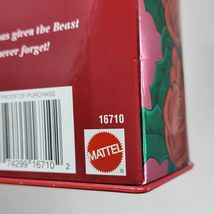 given the Beast
never forget!
PROOF OF PURCHASE
16710
74299 16710 2
MATTEL
®